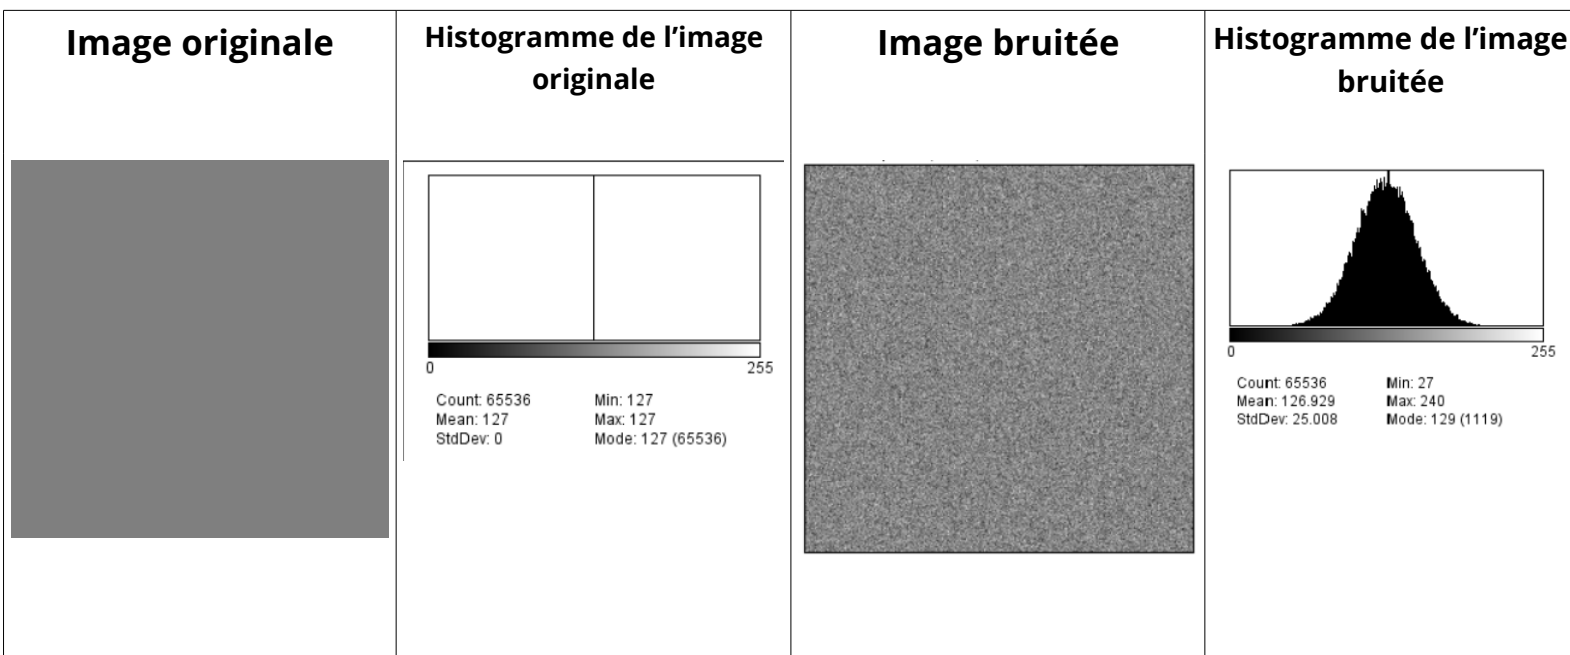 Image originale
Histogramme de l’image
originale
Image bruitée
Histogramme de l’image
bruitée
0 255
Count: 65536 Min: 127
Mean: 127 Max: 127
StdDev: 0 Mode: 127 (65536)
0 255
Count: 65536 Min: 27
Mean: 126.929 Max: 240
StdDev: 25.008 Mode: 129 (1119)